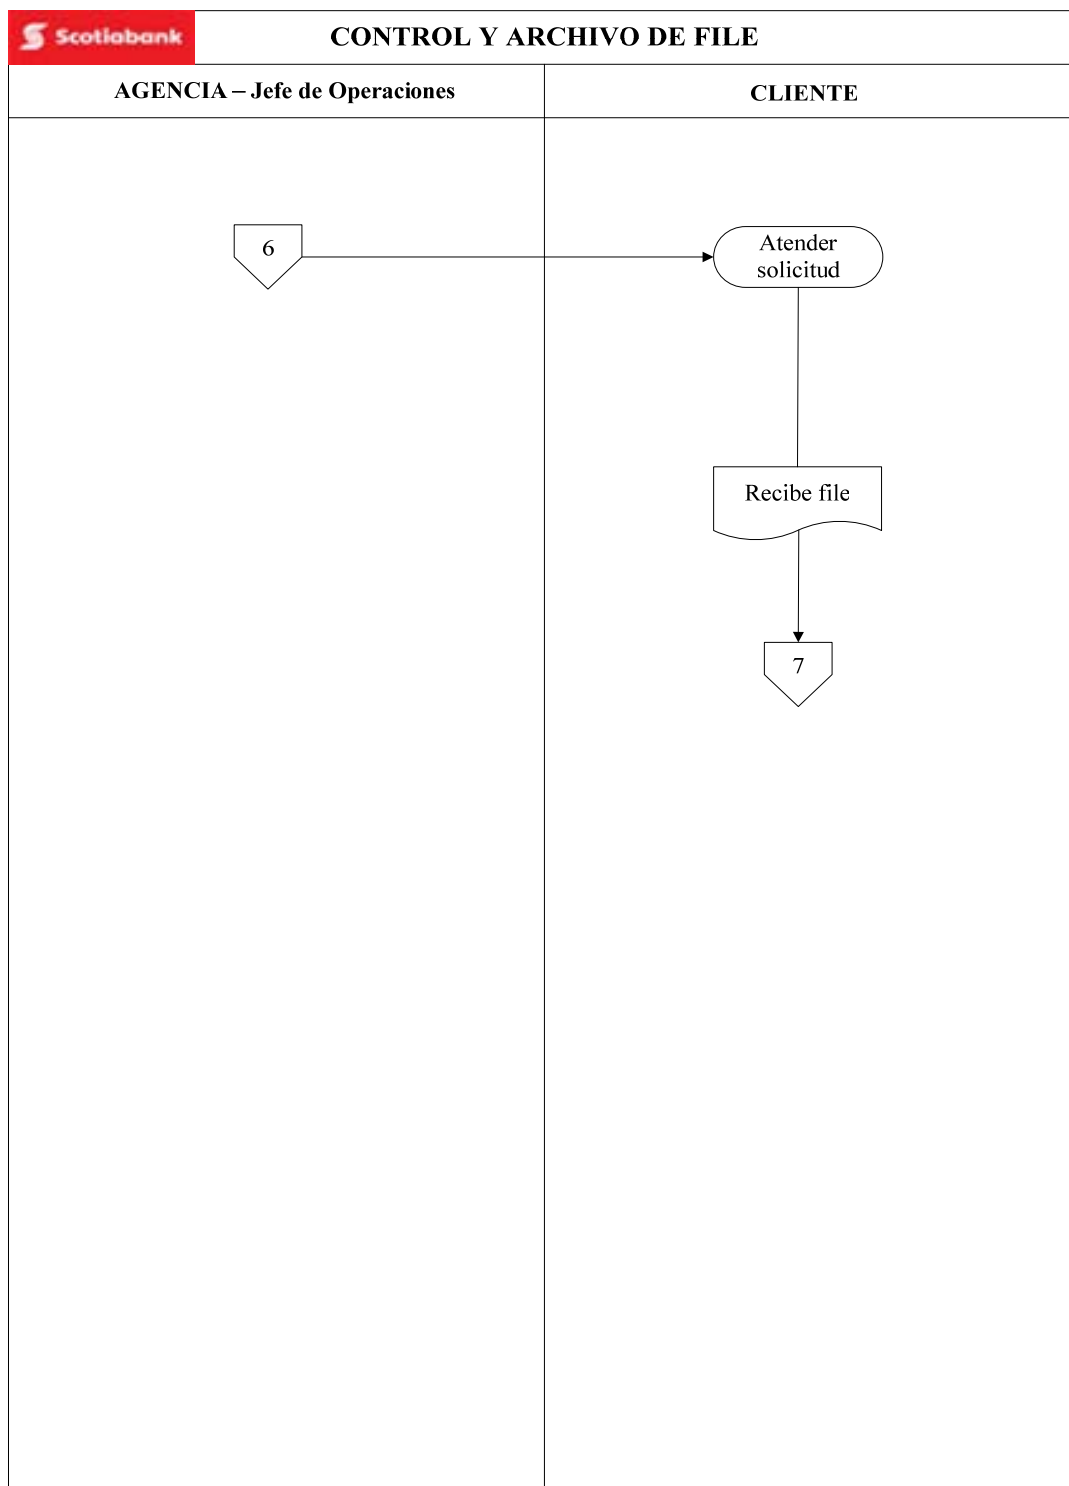 Scotiabank
CONTROL Y ARCHIVO DE FILE
AGENCIA – Jefe de Operaciones
CLIENTE
6
Atender
solicitud
Recibe file
7